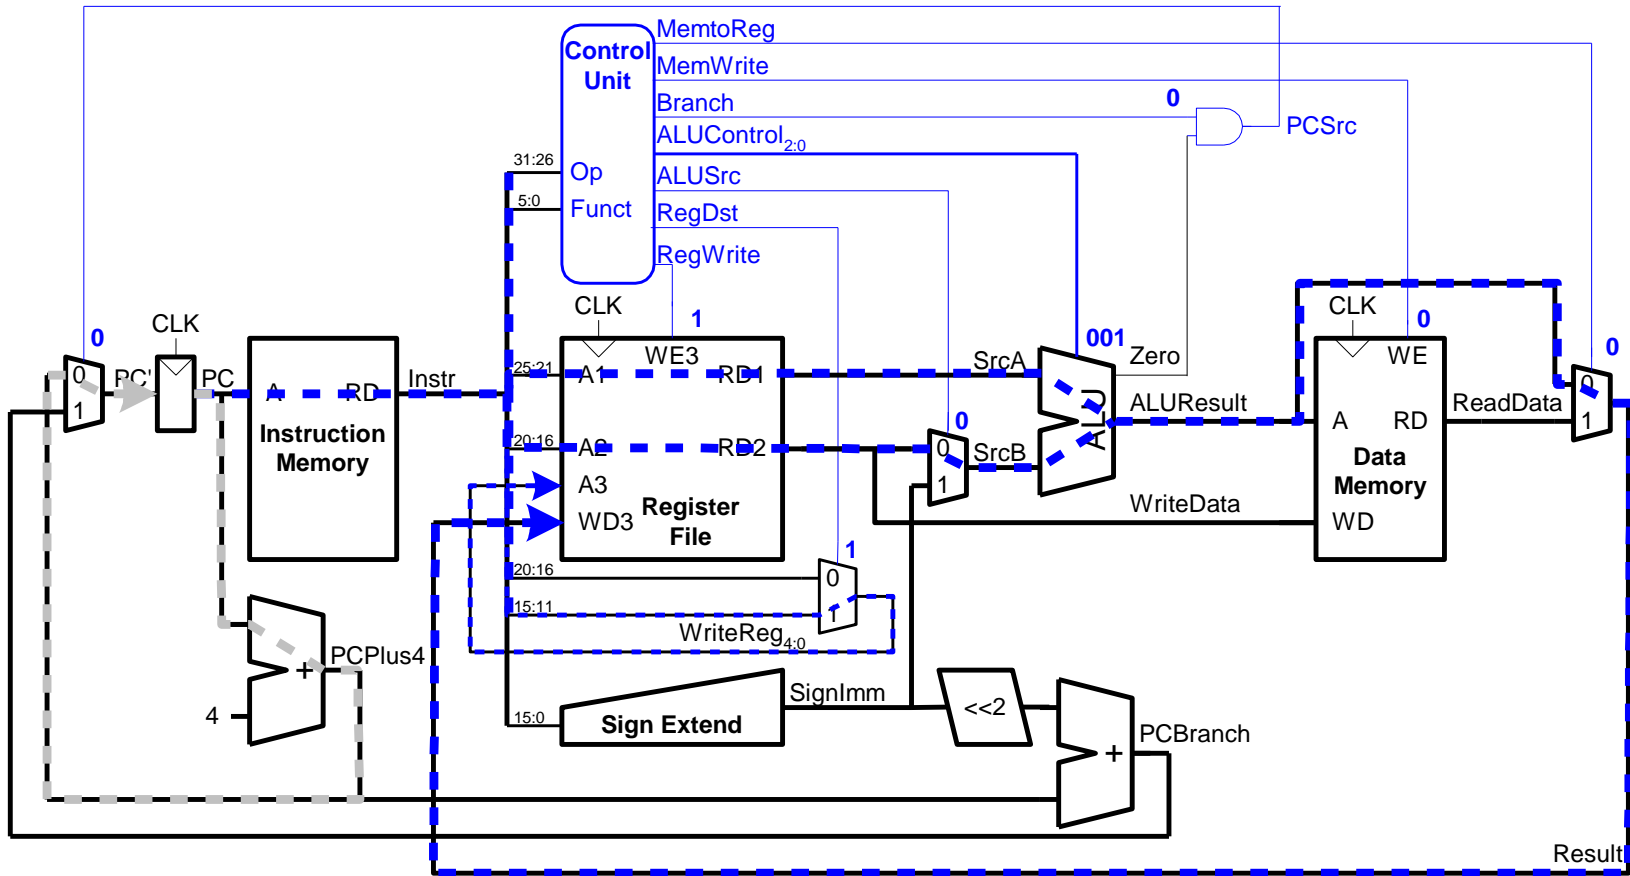 MemtoReg
Control
Unit
MemWrite
Branch
0
ALUControl2:0
PCSrc
31:26
Op
ALUSrc
5:0
Funct
RegDst
RegWrite
CLK
CLK
CLK
0
1
001
0
0
WE3
WE
Zero
0
1
PC'
PC
A
RD
Instr
25:21
A1
RD1
SrcA
ALU
ALUResult
A
RD
ReadData
0
1
Instruction
Memory
20:16
A2
RD2
0
0
1
SrcB
Data
Memory
A3
WD3
Register
File
WriteData
WD
20:16
1
0
1
15:11
WriteReg4:0
PCPlus4
+
4
SignImm
<<2
15:0
Sign Extend
+
PCBranch
Result